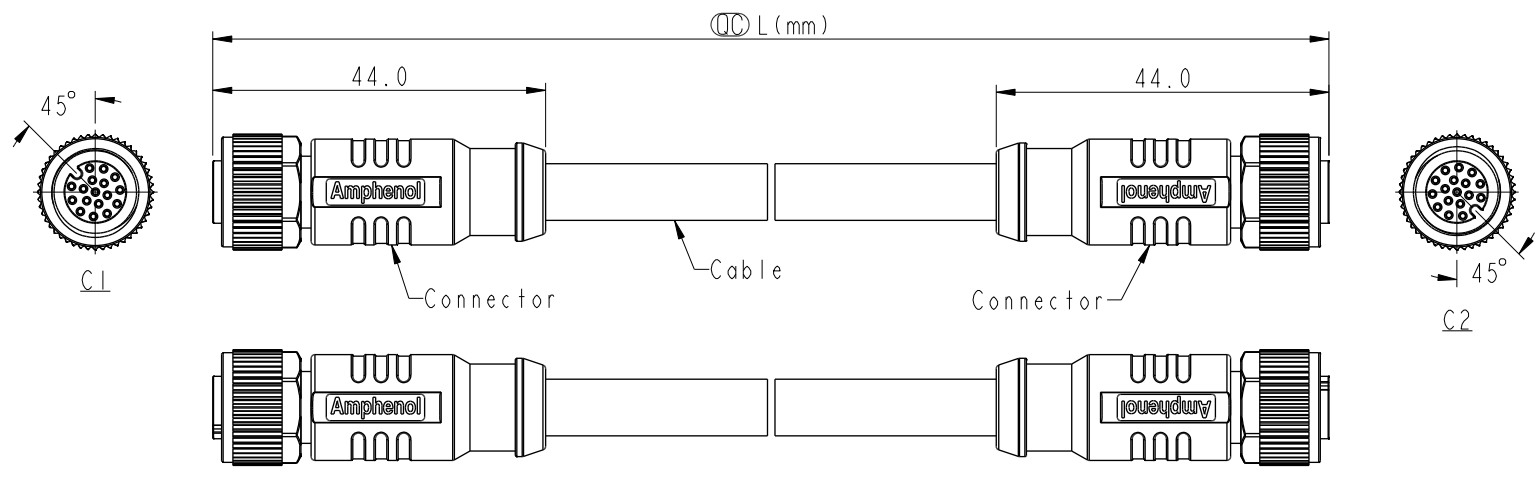 QC L(mm)
44.0
44.0
45°
Amphenol
Amphenol
C1
Cable
45°
Connector
Connector
C2
Amphenol
Amphenol